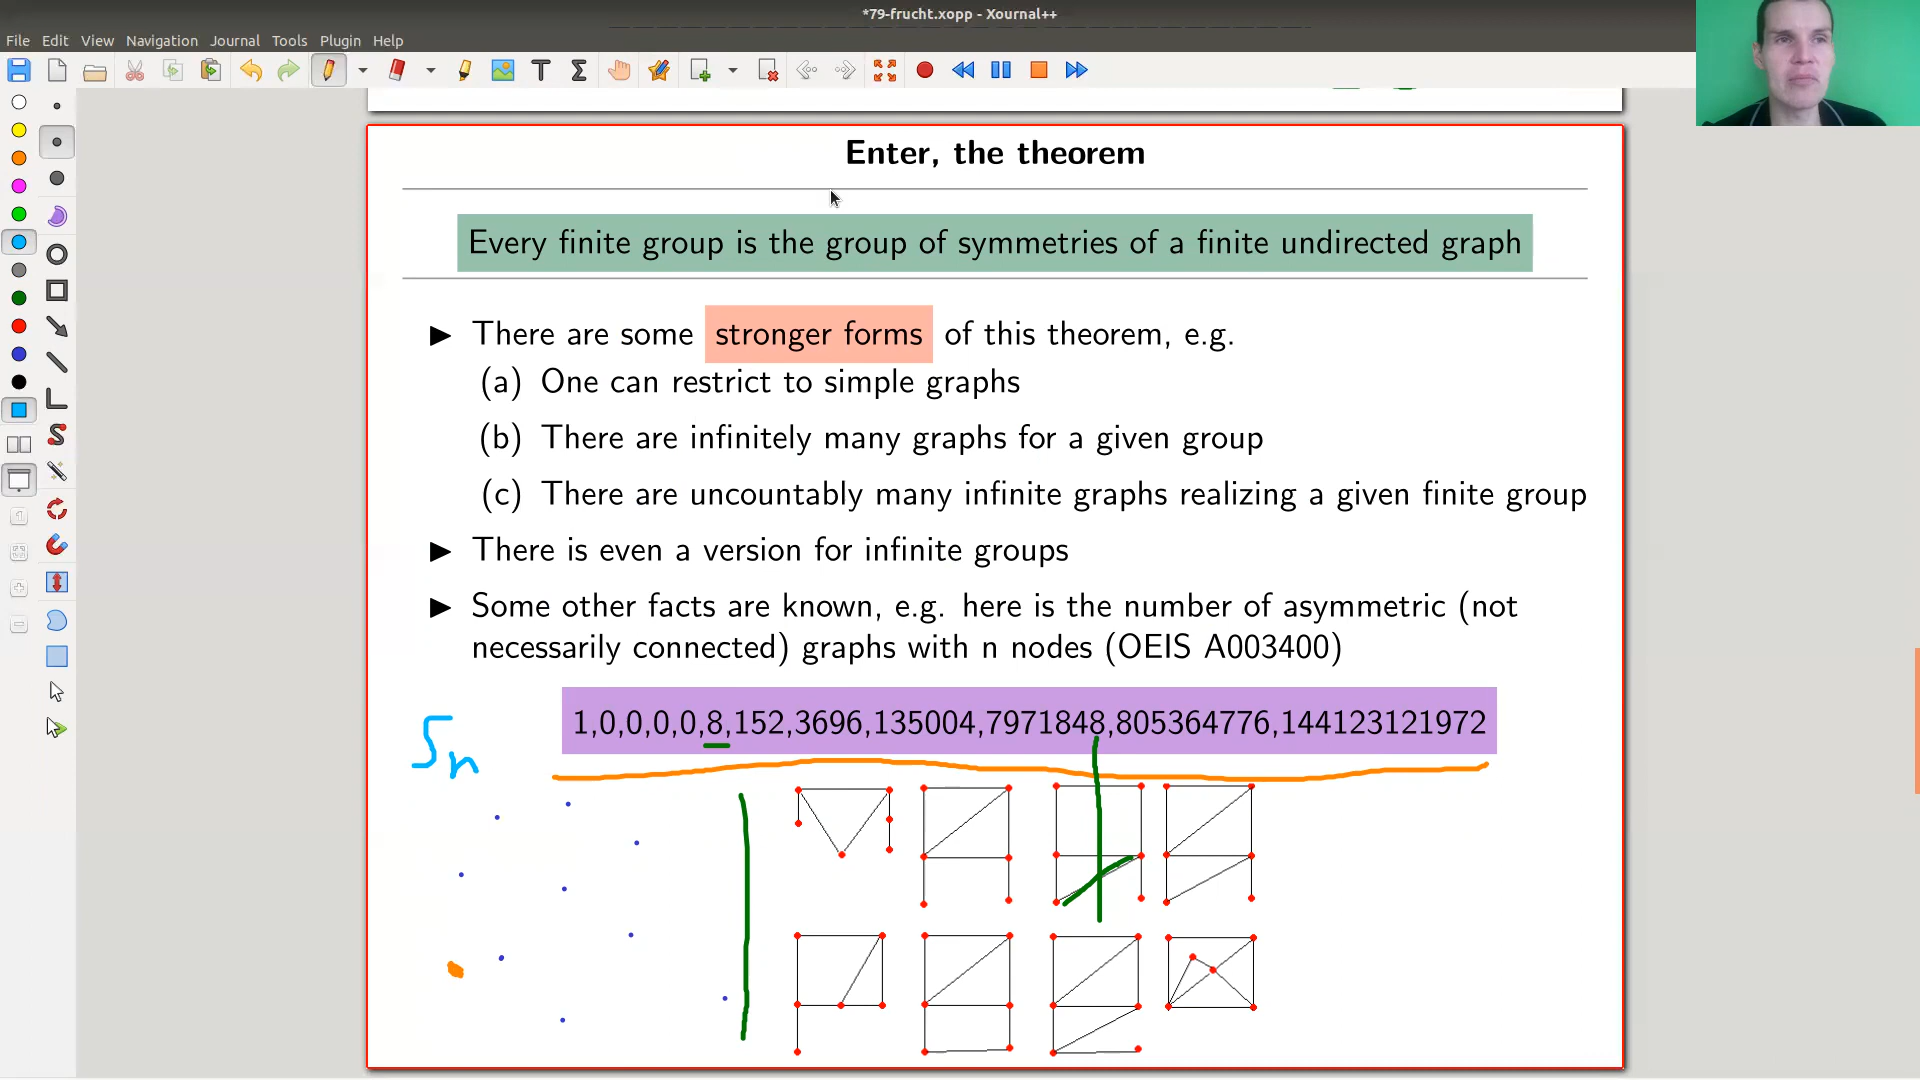 *79-frucht.xopp - Xournal++
File Edit View Navigation Journal Tools Plugin Help
Enter, the theorem
Every finite group is the group of symmetries of a finite undirected graph
▶ There are some stronger forms of this theorem, e.g.
(a) One can restrict to simple graphs
(b) There are infinitely many graphs for a given group
(c) There are uncountably many infinite graphs realizing a given finite group
▶ There is even a version for infinite groups
▶ Some other facts are known, e.g. here is the number of asymmetric (not
necessarily connected) graphs with n nodes (OEIS A003400)
1,0,0,0,0,8,152,3696,135004,7971848,805364776,144123121972
Sn